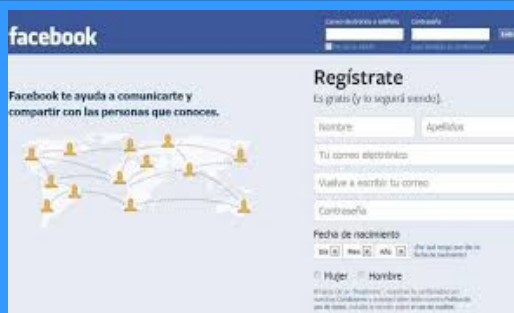 facebook
Correo electrónico o teléfono
Contraseña
Facebook te ayuda a comunicarte y
compartir con las personas que conoces.
Regístrate
Es gratis (y lo seguirá siendo).
Nombre
Apellidos
Tu correo electrónico
Vuelve a escribir tu correo
Contraseña
Fecha de nacimiento
Día
Mes
Año
Mujer
Hombre